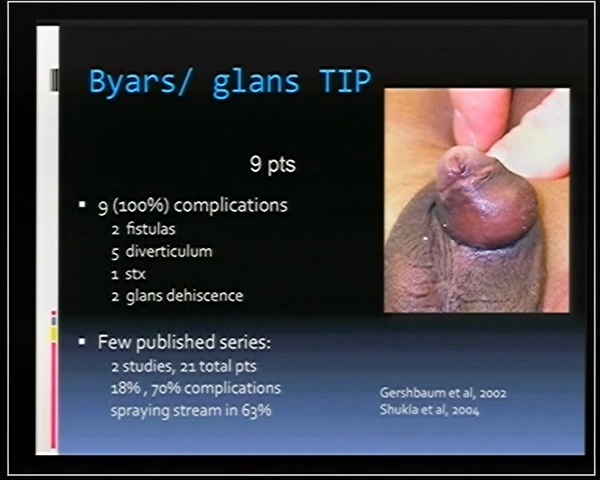 Byars/ glans TIP
9 pts
9 (100%) complications
2 fistulas
5 diverticulum
1 stx
2 glans dehiscence
Few published series:
2 studies, 21 total pts
18% , 70% complications
spraying stream in 63%
Gershbaum et al, 2002
Shukla et al, 2004